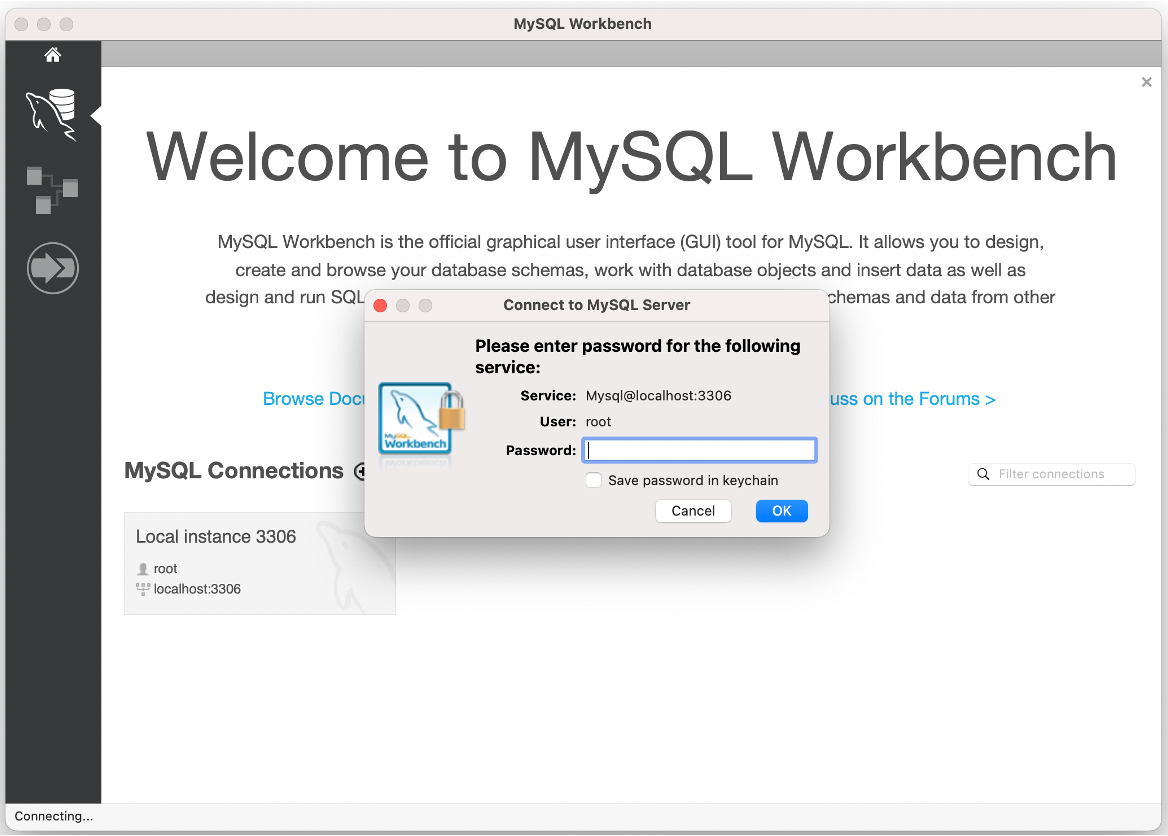 MySQL Workbench
Welcome to MySQL Workbench
MySQL Workbench is the official graphical user interface (GUI) tool for MySQL. It allows you to design,
create and browse your database schemas, work with database objects and insert data as well as
design and run SQL
chemas and data from other
Connect to MySQL Server
Please enter password for the following
service:
Service: Mysql@localhost:3306
User: root
Password:
Save password in keychain
Cancel
OK
MySQL
Workbench
Browse Docu
uss on the Forums >
MySQL Connections
Filter connections
Local instance 3306
root
localhost:3306
Connecting...